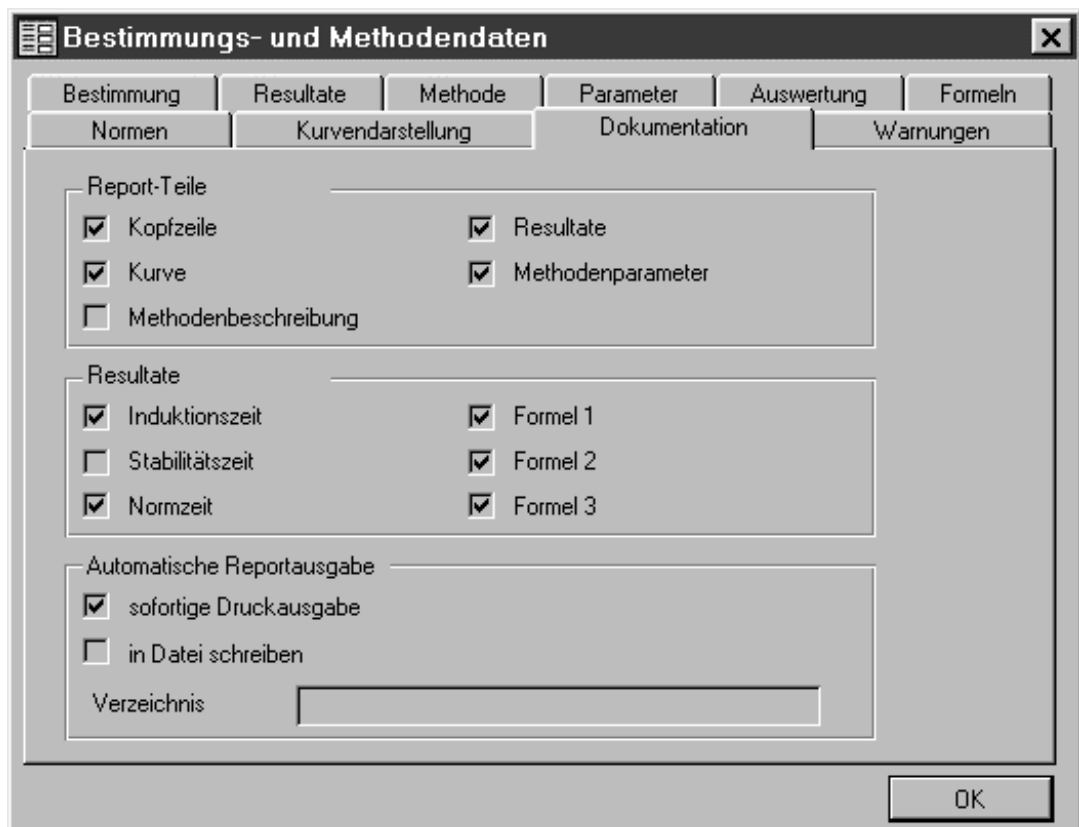 Bestimmungs- und Methodendaten
Bestimmung Resultate Methode Parameter Auswertung Formeln
Normen Kurvendarstellung Dokumentation Warnungen
Report-Teile
Kopfzeile Resultate
Kurve Methodenparameter
Methodenbeschreibung
Resultate
Induktionszeit Formel 1
Stabilitätszeit Formel 2
Normzeit Formel 3
Automatische Reportausgabe
sofortige Druckausgabe
in Datei schreiben
Verzeichnis
OK